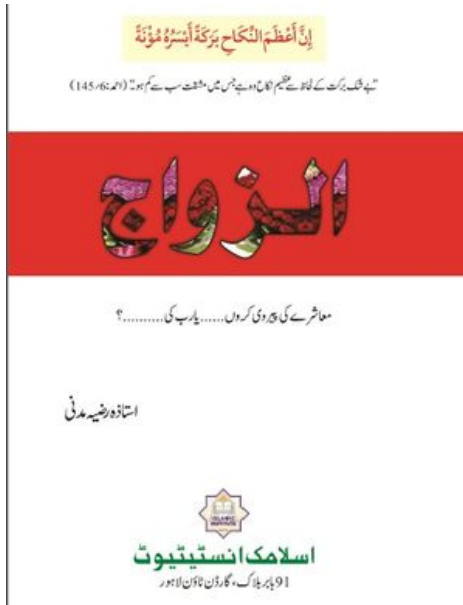 إِنَّ أَعْظَمَ النِّكَاحِ بَرَكَةً أَيْسَرُهُ مُؤْنَةً
"بے شک برکت کے لحاظ سے عظیم نکاح وہ ہے جس میں مشقت سب سے کم ہو۔" (احمد:145/6)
الزواج
معاشرے کی پیروی کروں......یا رب کی..........؟
استاذہ رضیہ مدنی
ISLAMIC INSTITUTE
اسلامک انسٹیٹیوٹ
91 بابر بلاک، گارڈن ٹاؤن لاہور